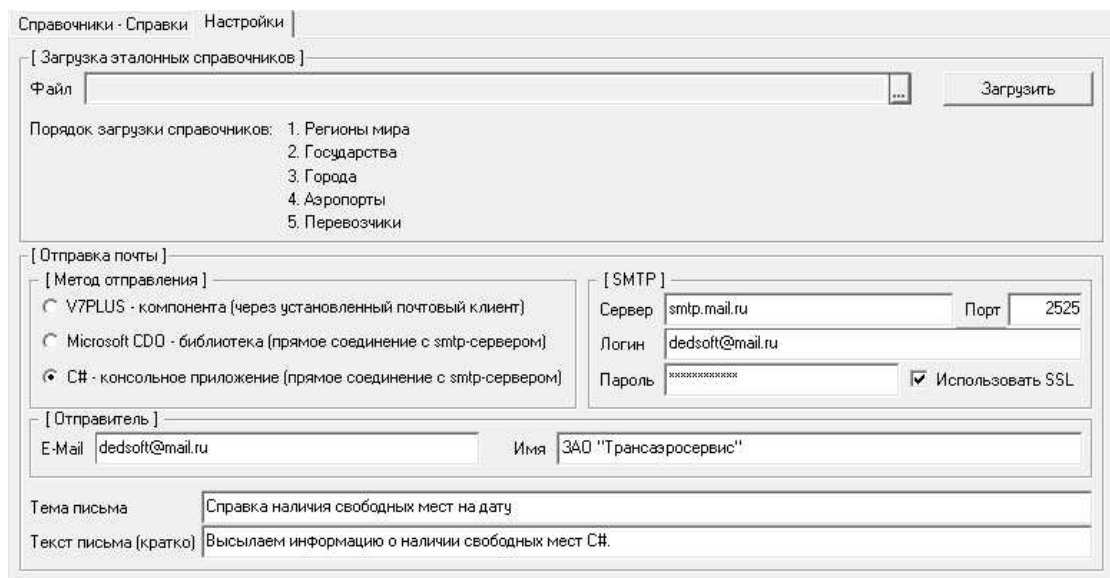 Справочники - Справки Настройки
[ Загрузка эталонных справочников ]
Файл ... Загрузить
Порядок загрузки справочников: 1. Регионы мира
2. Государства
3. Города
4. Аэропорты
5. Перевозчики
[ Отправка почты ]
[ Метод отправления ] [ SMTP ]
V7PLUS - компонента (через установленный почтовый клиент) Сервер smtp.mail.ru Порт 2525
Microsoft CDO - библиотека (прямое соединение с smtp-сервером) Логин dedsoft@mail.ru
C# - консольное приложение (прямое соединение с smtp-сервером) Пароль ************ Использовать SSL
[ Отправитель ]
E-Mail dedsoft@mail.ru Имя ЗАО "Трансаэросервис"
Тема письма Справка наличия свободных мест на дату
Текст письма (кратко) Высылаем информацию о наличии свободных мест C#.